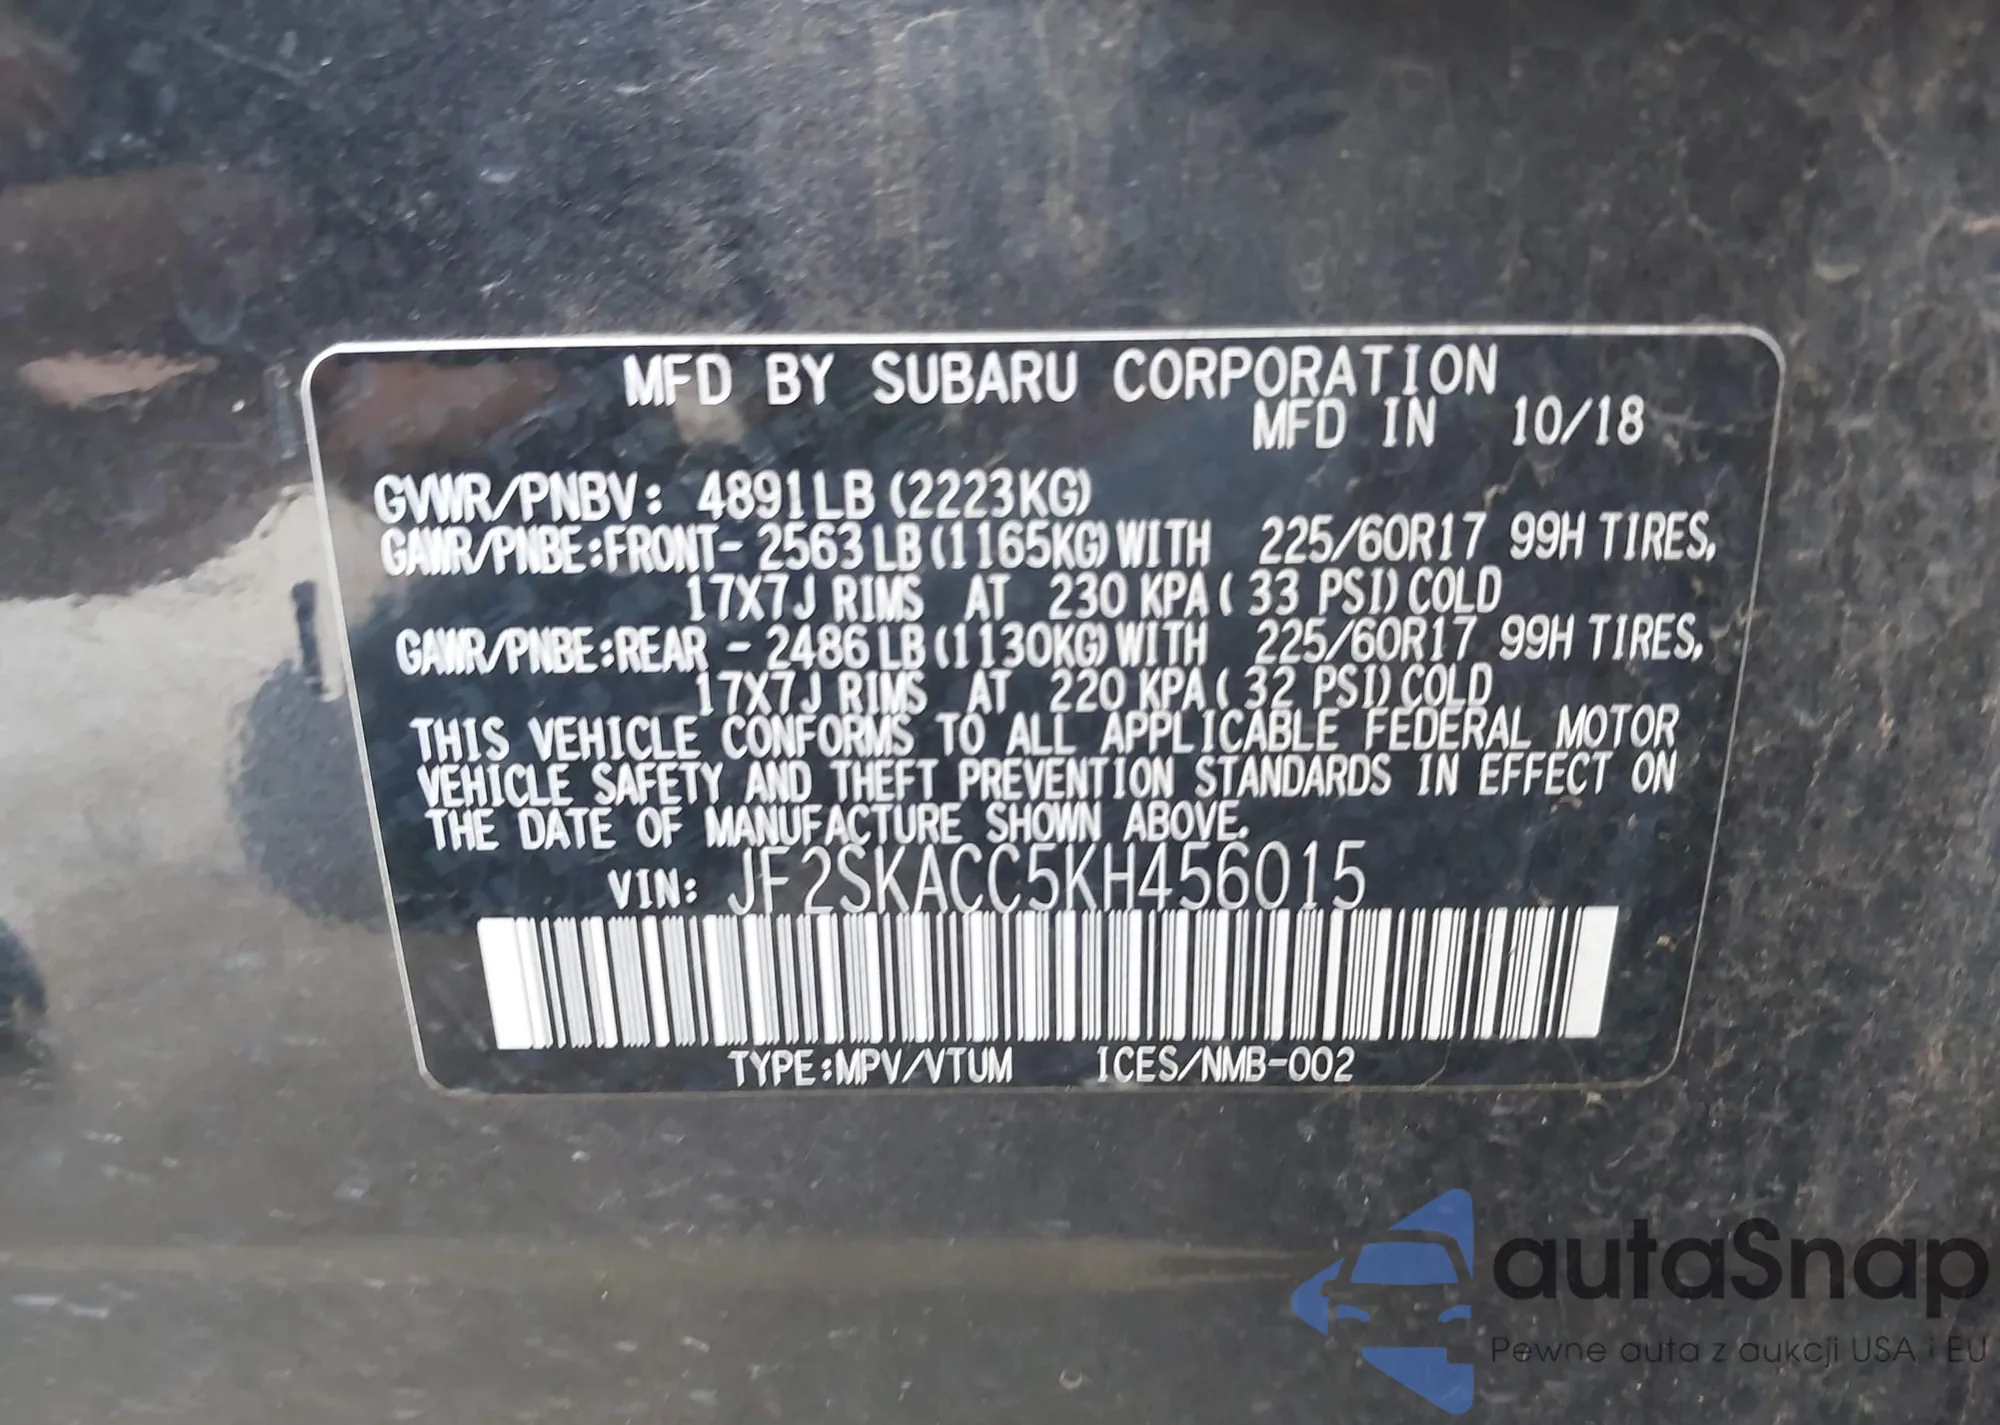 MFD BY SUBARU CORPORATION
MFD IN 10/18
GVWR/PNBV: 4891LB (2223KG)
GAWR/PNBE:FRONT- 2563LB(1165KG)WITH 225/60R17 99H TIRES,
17X7J RIMS AT 230 KPA( 33 PSI)COLD
GAWR/PNBE:REAR - 2486LB(1130KG)WITH 225/60R17 99H TIRES,
17X7J RIMS AT 220 KPA( 32 PSI)COLD
THIS VEHICLE CONFORMS TO ALL APPLICABLE FEDERAL MOTOR
VEHICLE SAFETY AND THEFT PREVENTION STANDARDS IN EFFECT ON
THE DATE OF MANUFACTURE SHOWN ABOVE.
VIN: JF2SKACC5KH456015
TYPE:MPV/VTUM ICES/NMB-002
autaSnap
Pewne auta z aukcji USA i EU